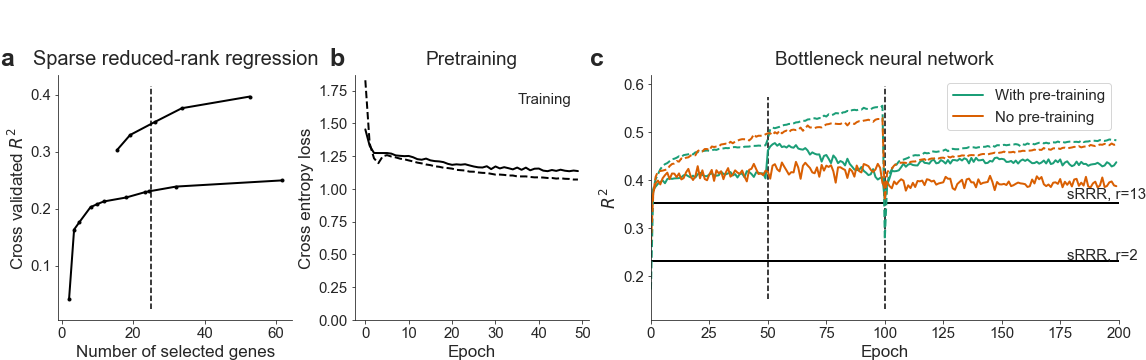 a Sparse reduced-rank regression
Cross validated R²
0.4
0.3
0.2
0.1
0 20 40 60
Number of selected genes
b Pretraining
Cross entropy loss
1.75
1.50
1.25
1.00
0.75
0.50
0.25
0.00
Training
0 10 20 30 40 50
Epoch
c Bottleneck neural network
R²
0.6
0.5
0.4
0.3
0.2
With pre-training
No pre-training
sRRR, r=13
sRRR, r=2
0 25 50 75 100 125 150 175 200
Epoch